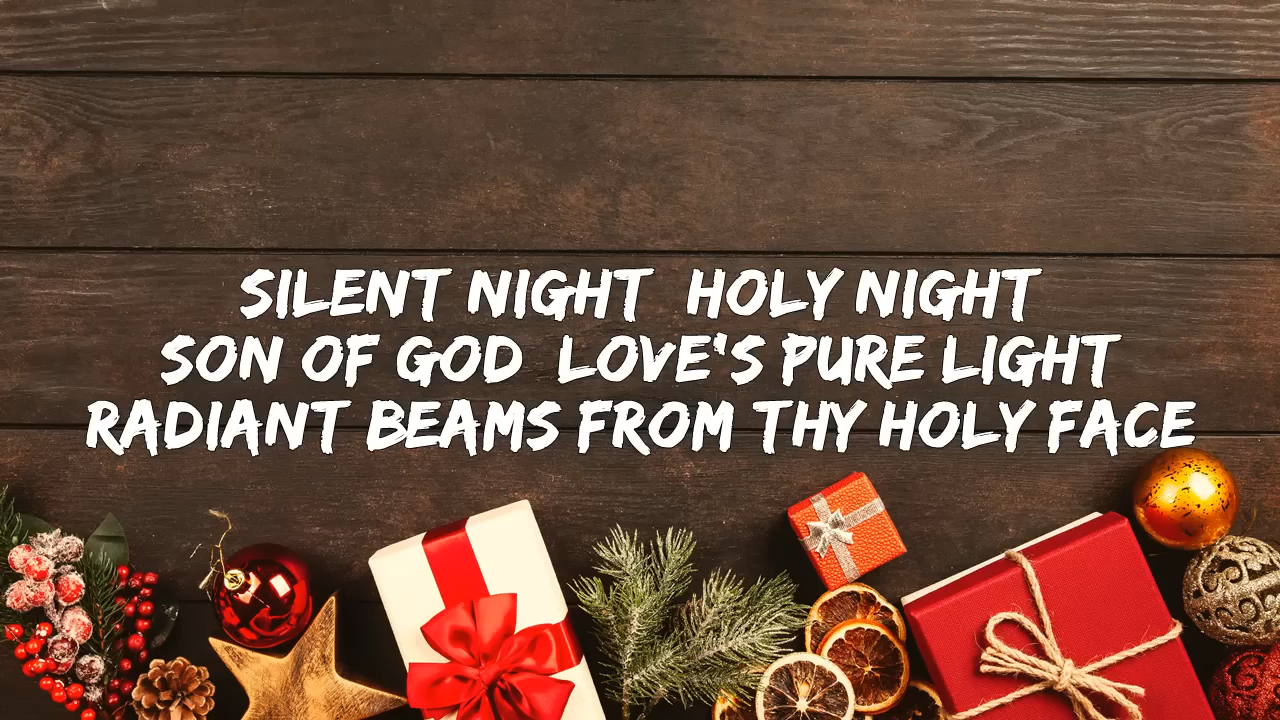 SILENT NIGHT  HOLY NIGHT
SON OF GOD  LOVE'S PURE LIGHT
RADIANT BEAMS FROM THY HOLY FACE